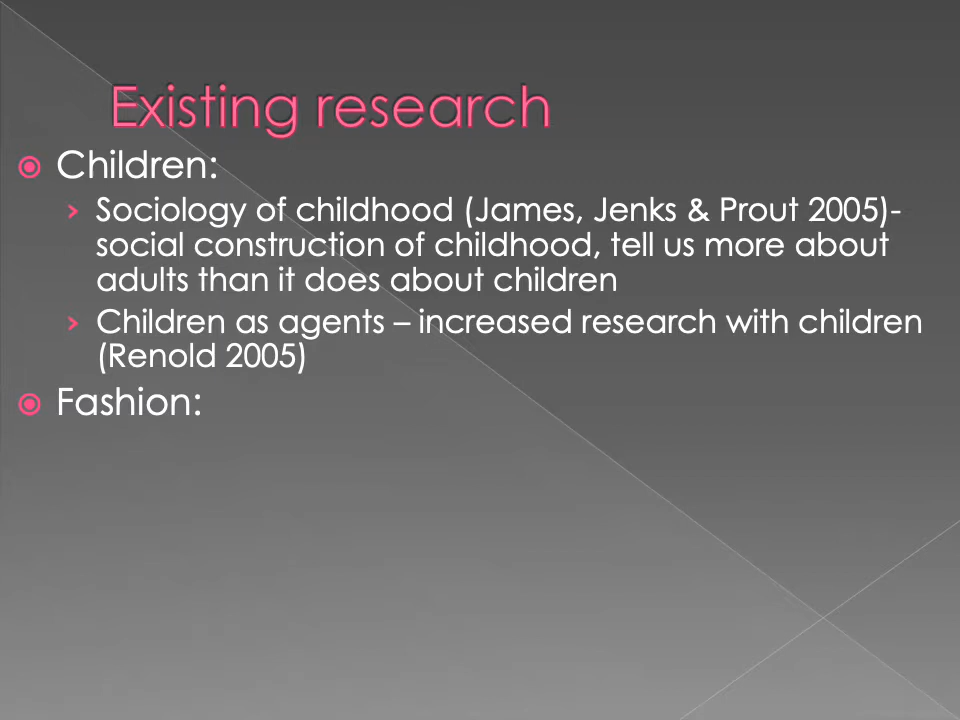 Existing research
Children:
Sociology of childhood (James, Jenks & Prout 2005)-
social construction of childhood, tell us more about
adults than it does about children
Children as agents – increased research with children
(Renold 2005)
Fashion: